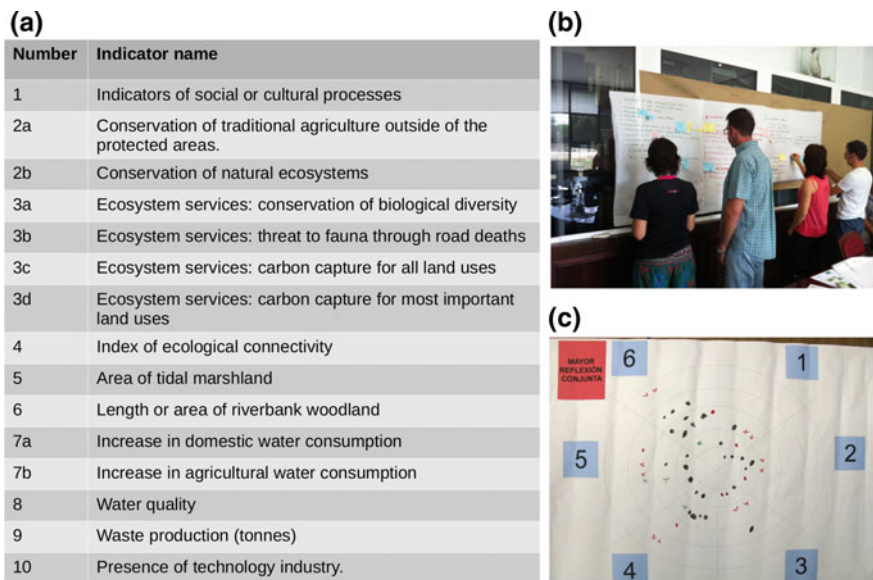 (a)
Number Indicator name
1 Indicators of social or cultural processes
2a Conservation of traditional agriculture outside of the
protected areas.
2b Conservation of natural ecosystems
3a Ecosystem services: conservation of biological diversity
3b Ecosystem services: threat to fauna through road deaths
3c Ecosystem services: carbon capture for all land uses
3d Ecosystem services: carbon capture for most important
land uses
4 Index of ecological connectivity
5 Area of tidal marshland
6 Length or area of riverbank woodland
7a Increase in domestic water consumption
7b Increase in agricultural water consumption
8 Water quality
9 Waste production (tonnes)
10 Presence of technology industry.
(b)
(c)
MAYOR
REFLEXIÓN
CONJUNTA
6
1
5
2
4
3